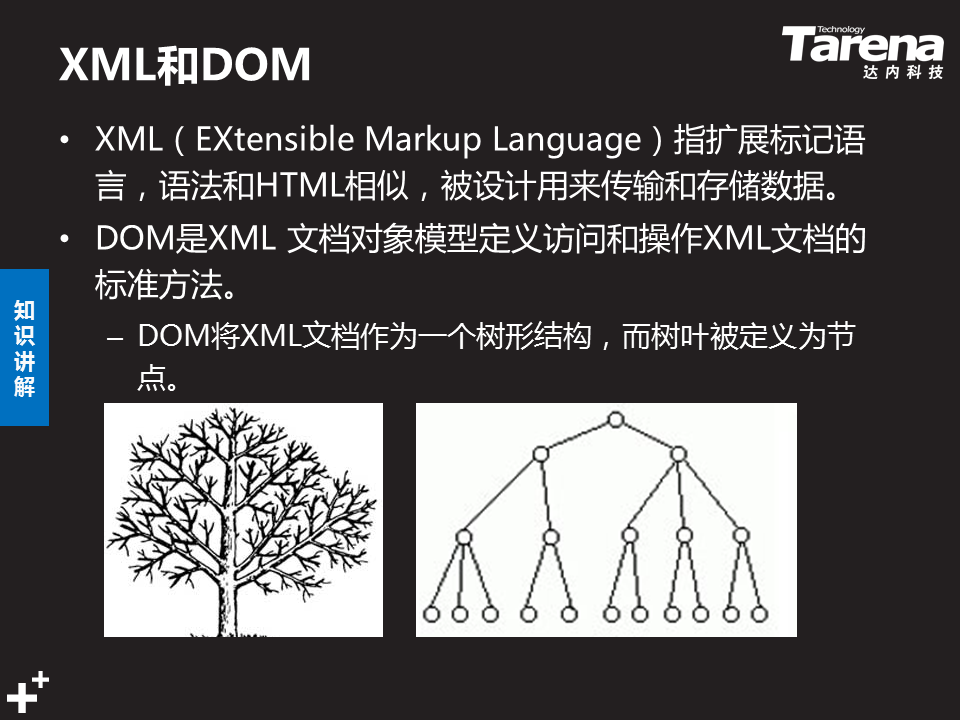 XML和DOM
Technology
Tarena
达内科技
• XML（EXtensible Markup Language）指扩展标记语
言，语法和HTML相似，被设计用来传输和存储数据。
• DOM是XML 文档对象模型定义访问和操作XML文档的
标准方法。
– DOM将XML文档作为一个树形结构，而树叶被定义为节
点。
知
识
讲
解